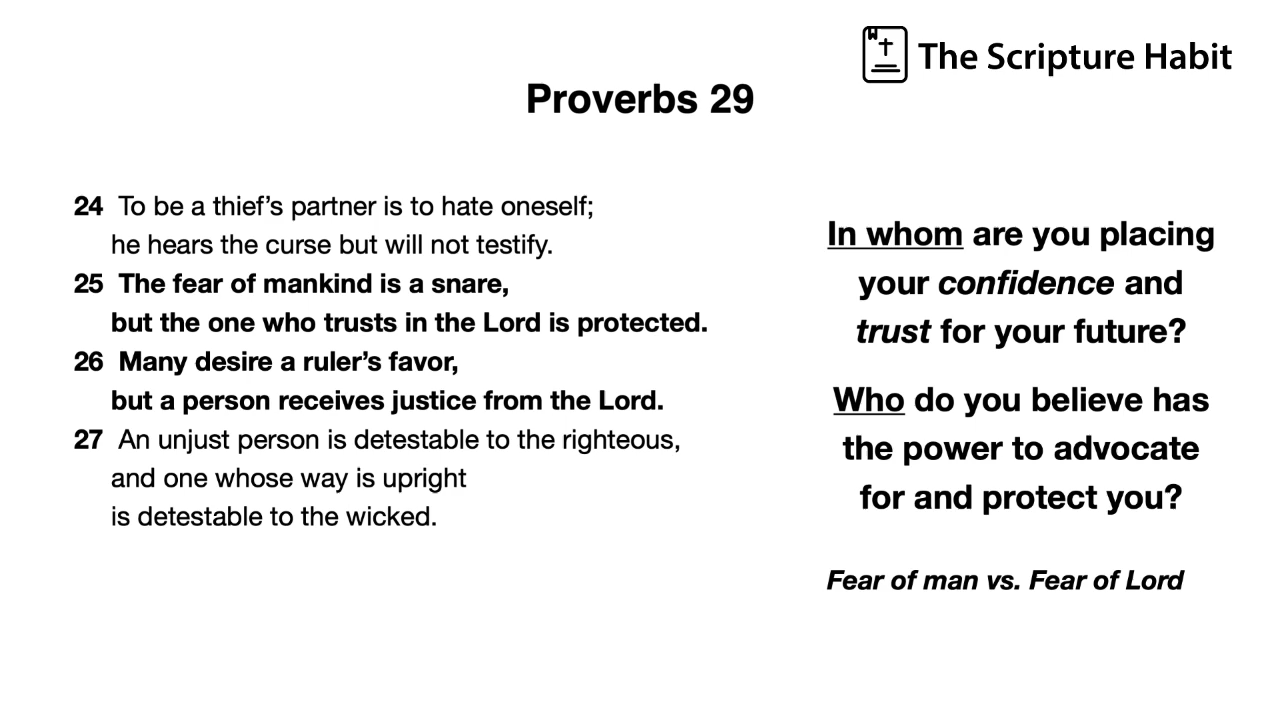 The Scripture Habit
Proverbs 29
24 To be a thief’s partner is to hate oneself;
he hears the curse but will not testify.
25 The fear of mankind is a snare,
but the one who trusts in the Lord is protected.
26 Many desire a ruler’s favor,
but a person receives justice from the Lord.
27 An unjust person is detestable to the righteous,
and one whose way is upright
is detestable to the wicked.
In whom are you placing
your confidence and
trust for your future?
Who do you believe has
the power to advocate
for and protect you?
Fear of man vs. Fear of Lord